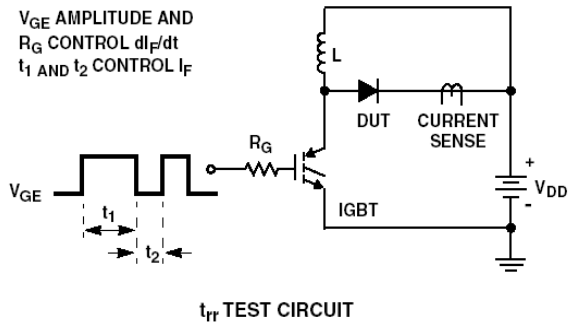 V_GE AMPLITUDE AND
R_G CONTROL dI_F/dt
t_1 AND t_2 CONTROL I_F
L
DUT
CURRENT
SENSE
R_G
V_GE
t_1
t_2
IGBT
+
V_DD
-
t_rr TEST CIRCUIT